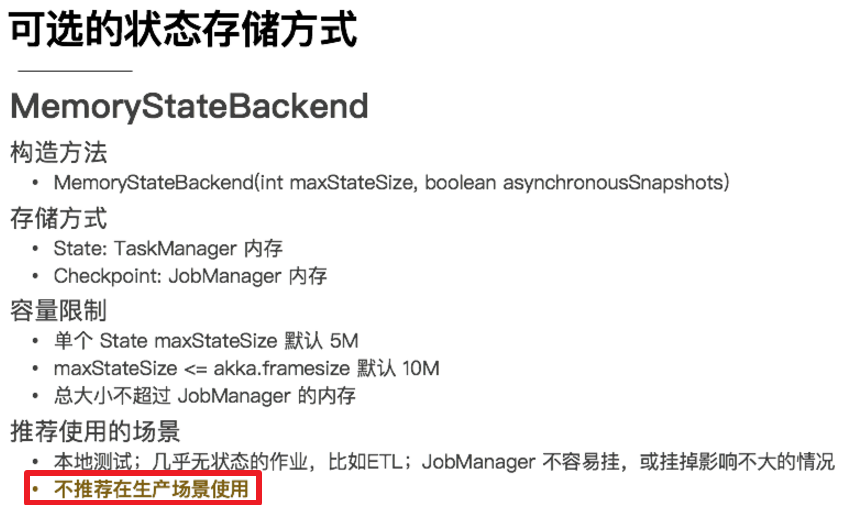 可选的状态存储方式
MemoryStateBackend
构造方法
• MemoryStateBackend(int maxStateSize, boolean asynchronousSnapshots)
存储方式
• State: TaskManager 内存
• Checkpoint: JobManager 内存
容量限制
• 单个 State maxStateSize 默认 5M
• maxStateSize <= akka.framesize 默认 10M
• 总大小不超过 JobManager 的内存
推荐使用的场景
• 本地测试；几乎无状态的作业，比如ETL；JobManager 不容易挂，或挂掉影响不大的情况
• 不推荐在生产场景使用